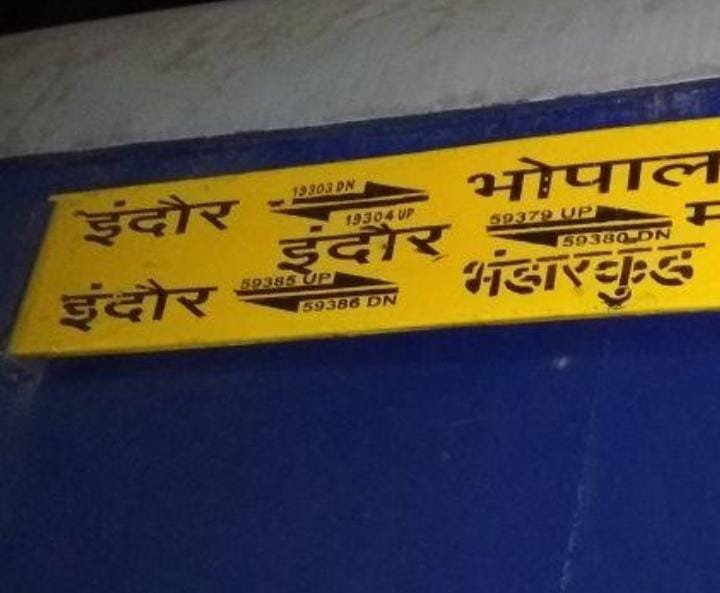 इंदौर 19303 DN 19304 UP भोपाल
इंदौर 59379 UP 59380 DN म
इंदौर 59385 UP 59386 DN भंडारकुंड